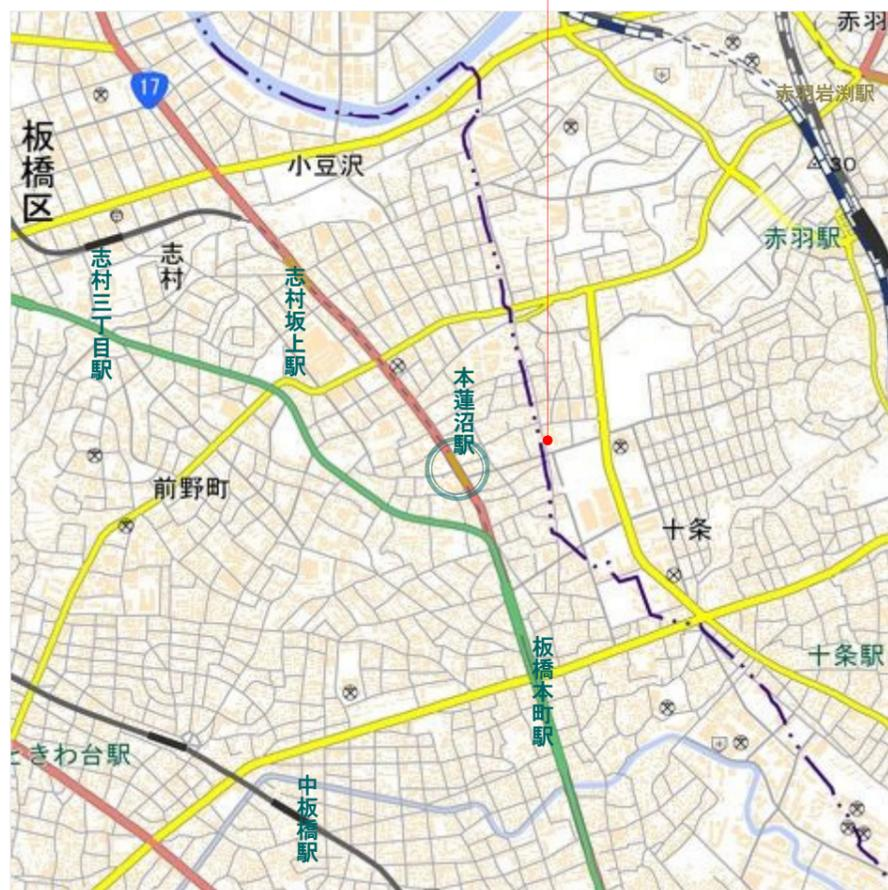 赤羽
17
赤羽岩渕駅
板橋区
小豆沢
30
志村
赤羽駅
志村三丁目駅
志村坂上駅
本蓮沼駅
前野町
十条
板橋本町駅
十条駅
ときわ台駅
中板橋駅